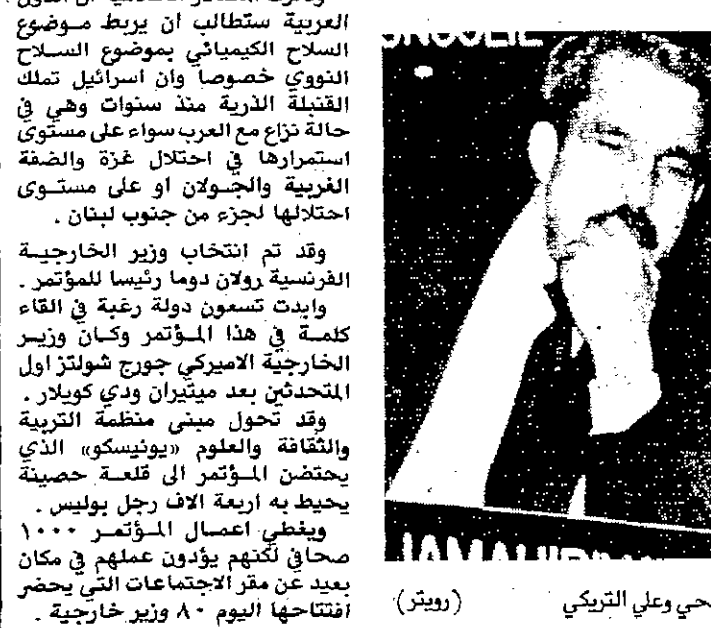 العربية ستطالب ان يربط موضوع
السلاح الكيميائي بموضوع السلاح
النووي خصوصا وان اسرائيل تملك
القنبلة الذرية منذ سنوات وهي في
حالة نزاع مع العرب سواء على مستوى
استمرارها في احتلال غزة والضفة
الغربية والجولان او على مستوى
احتلالها لجزء من جنوب لبنان .
وقد تم انتخاب وزير الخارجية
الفرنسية رولان دوما رئيسا للمؤتمر .
وابدت تسعون دولة رغبة في القاء
كلمة في هذا المؤتمر وكان وزير
الخارجية الاميركي جورج شولتز اول
المتحدثين بعد ميتيران ودي كويلار .
وقد تحول مبنى منظمة التربية
والثقافة والعلوم «يونيسكو» الذي
يحتضن المؤتمر الى قلعة حصينة
يحيط به اربعة الاف رجل بوليس .
ويغطي اعمال المؤتمر ١٠٠٠
صحافي لكنهم يؤدون عملهم في مكان
بعيد عن مقر الاجتماعات التي يحضر
افتتاحها اليوم ٨٠ وزير خارجية .
حي وعلي التريكي (رويتر)